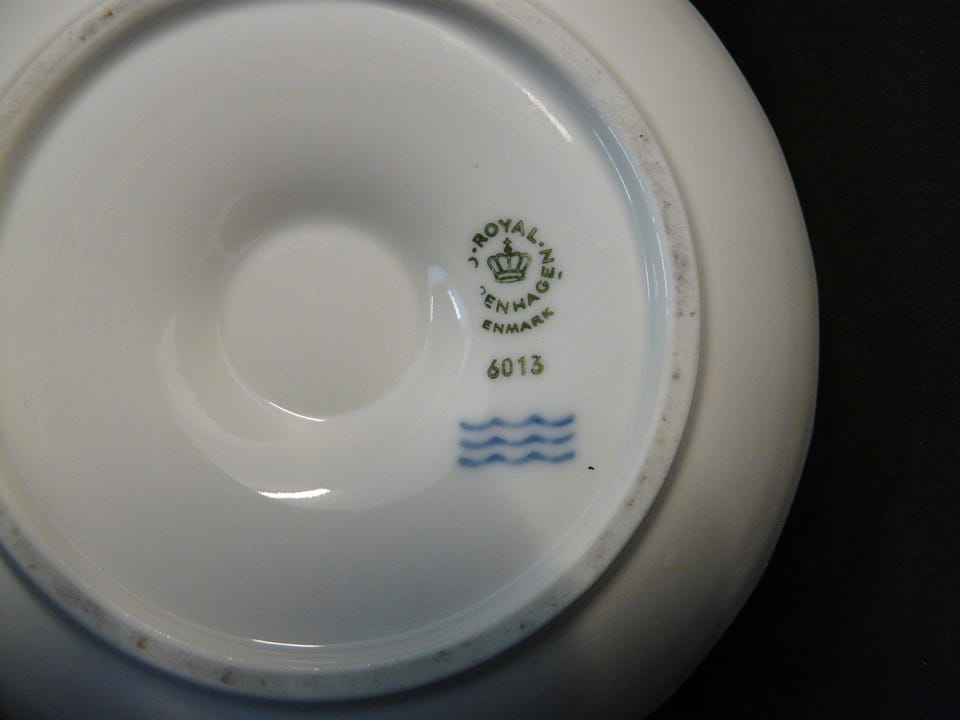 ROYAL
ENHAGEN
ENMARK
6013